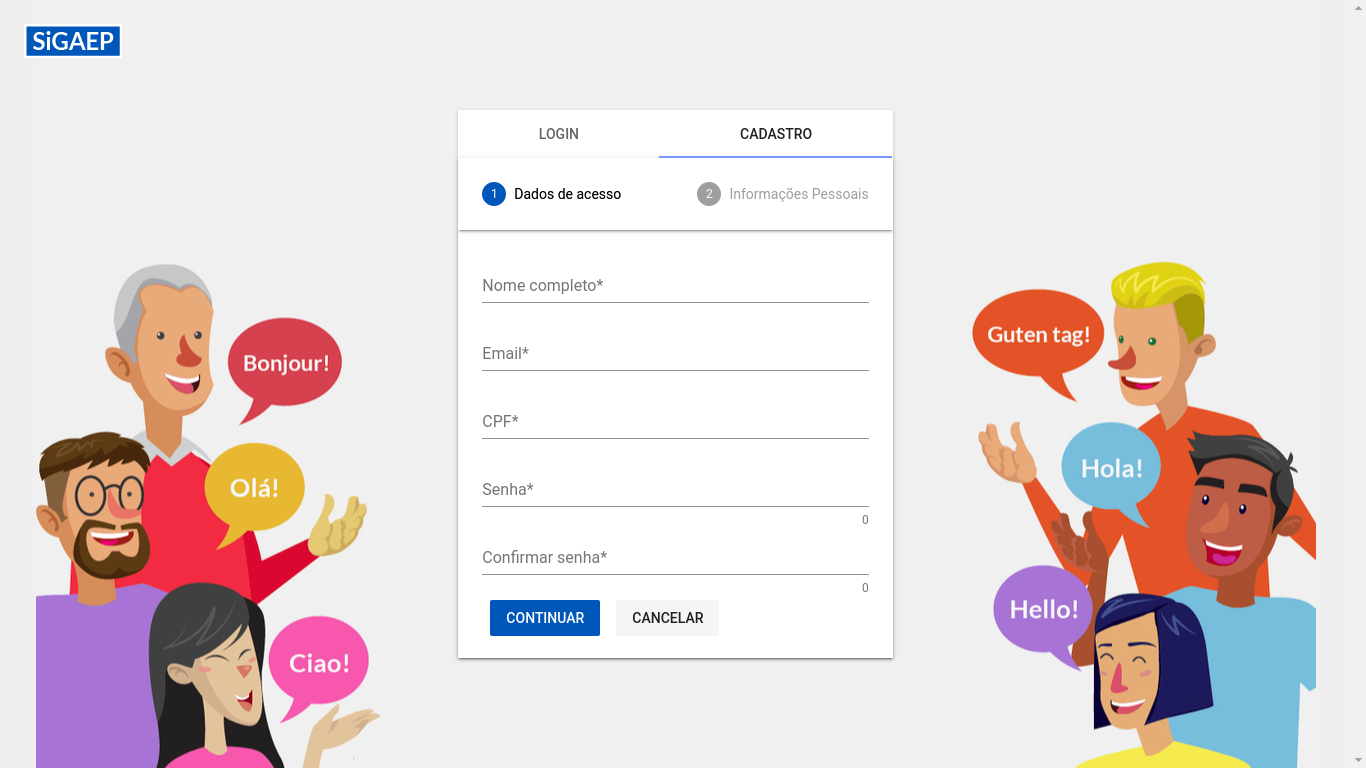 SiGAEP
LOGIN
CADASTRO
1 Dados de acesso
2 Informações Pessoais
Nome completo*
Email*
CPF*
Senha*
0
Confirmar senha*
0
CONTINUAR
CANCELAR
Bonjour!
Olá!
Ciao!
Guten tag!
Hola!
Hello!